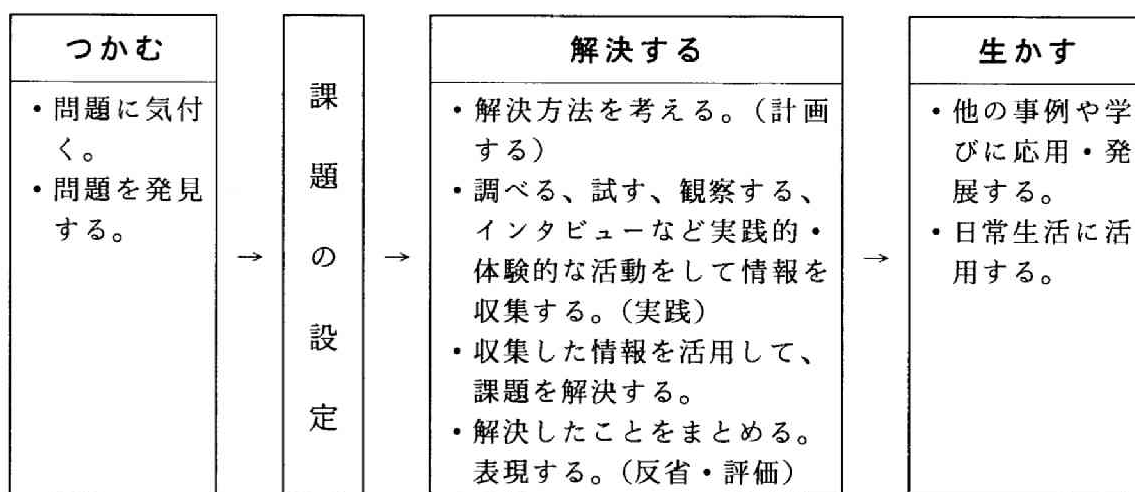 つかむ
・問題に気付
く。
・問題を発見
する。
→
課
題
の
設
定
→
解決する
・解決方法を考える。(計画
する)
・調べる、試す、観察する、
インタビューなど実践的・
体験的な活動をして情報を
収集する。(実践)
・収集した情報を活用して、
課題を解決する。
・解決したことをまとめる。
表現する。(反省・評価)
→
生かす
・他の事例や学
びに応用・発
展する。
・日常生活に活
用する。